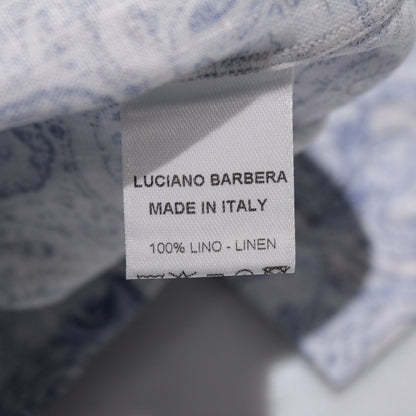 LUCIANO BARBERA
MADE IN ITALY
100% LINO - LINEN